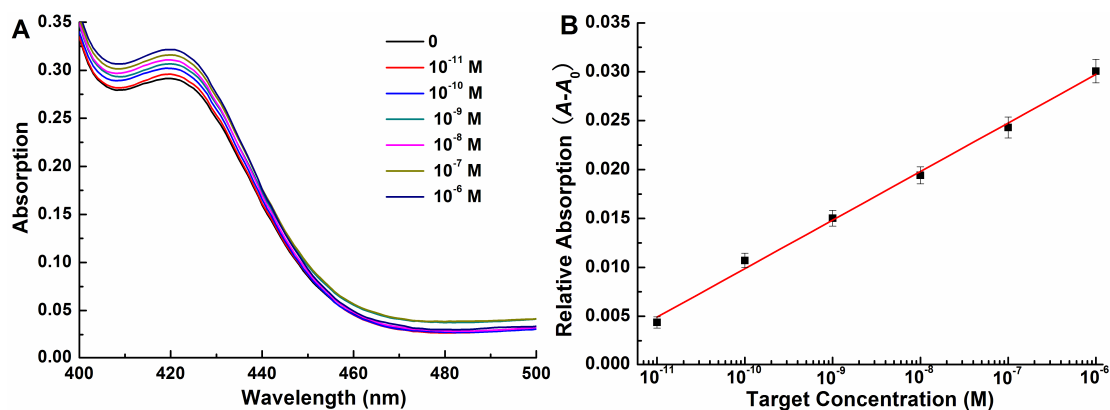 A
0.35
0.30
0.25
0.20
0.15
0.10
0.05
0.00
Absorption
400
420
440
460
480
500
Wavelength (nm)
0
10⁻¹¹ M
10⁻¹⁰ M
10⁻⁹ M
10⁻⁸ M
10⁻⁷ M
10⁻⁶ M
B
0.035
0.030
0.025
0.020
0.015
0.010
0.005
0.000
Relative Absorption (A-A₀)
10⁻¹¹
10⁻¹⁰
10⁻⁹
10⁻⁸
10⁻⁷
10⁻⁶
Target Concentration (M)